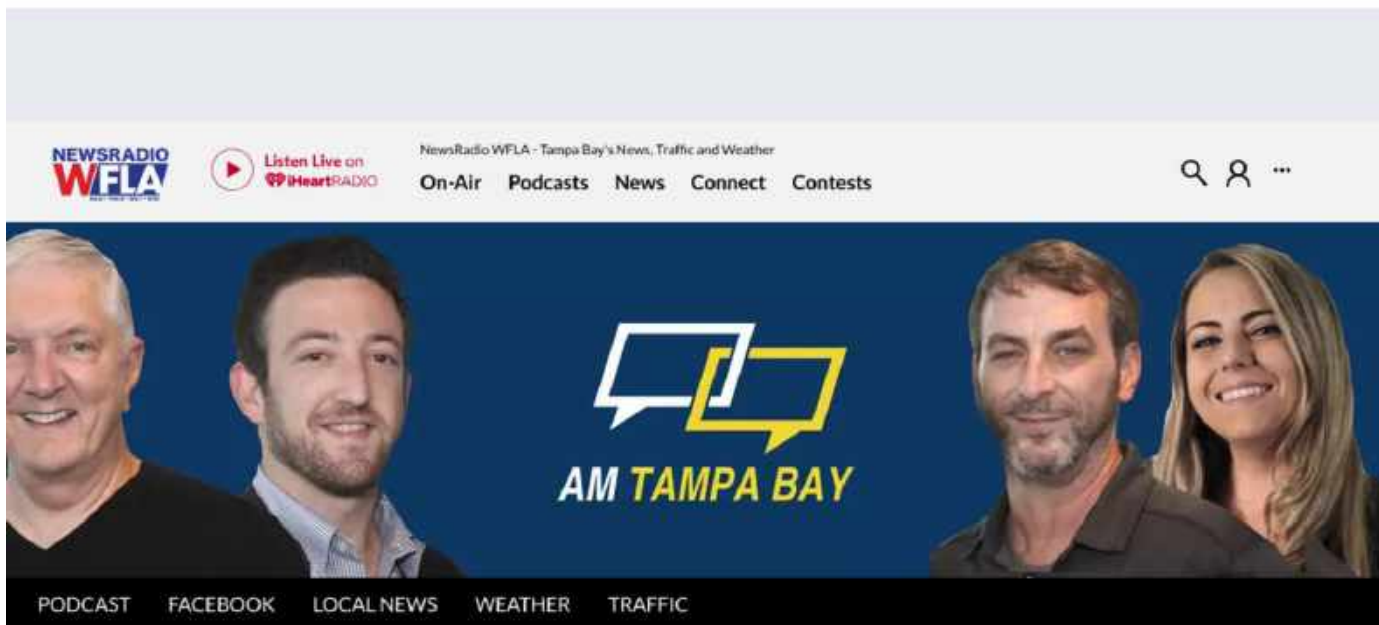 NEWSRADIO
WFLA
Listen Live on
iHeartRADIO
NewsRadio WFLA - Tampa Bay's News, Traffic and Weather
On-Air Podcasts News Connect Contests
AM TAMPA BAY
PODCAST FACEBOOK LOCAL NEWS WEATHER TRAFFIC